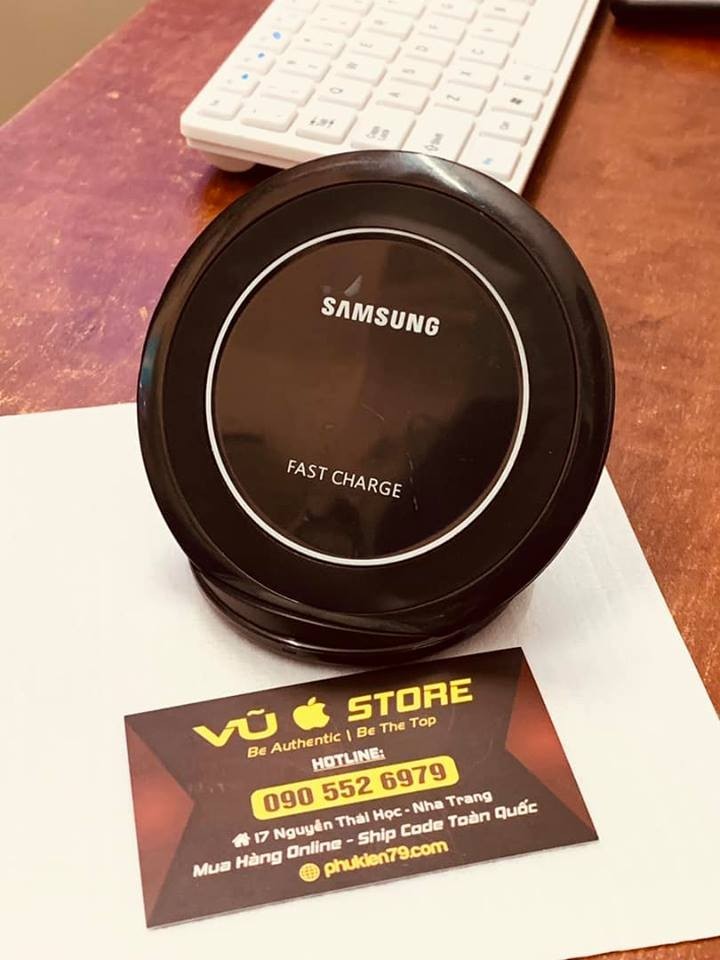 SAMSUNG
FAST CHARGE
VŨ STORE
Be Authentic | Be The Top
HOTLINE:
090 552 6979
17 Nguyễn Thái Học - Nha Trang
Mua Hàng Online - Ship Code Toàn Quốc
phukien79.com